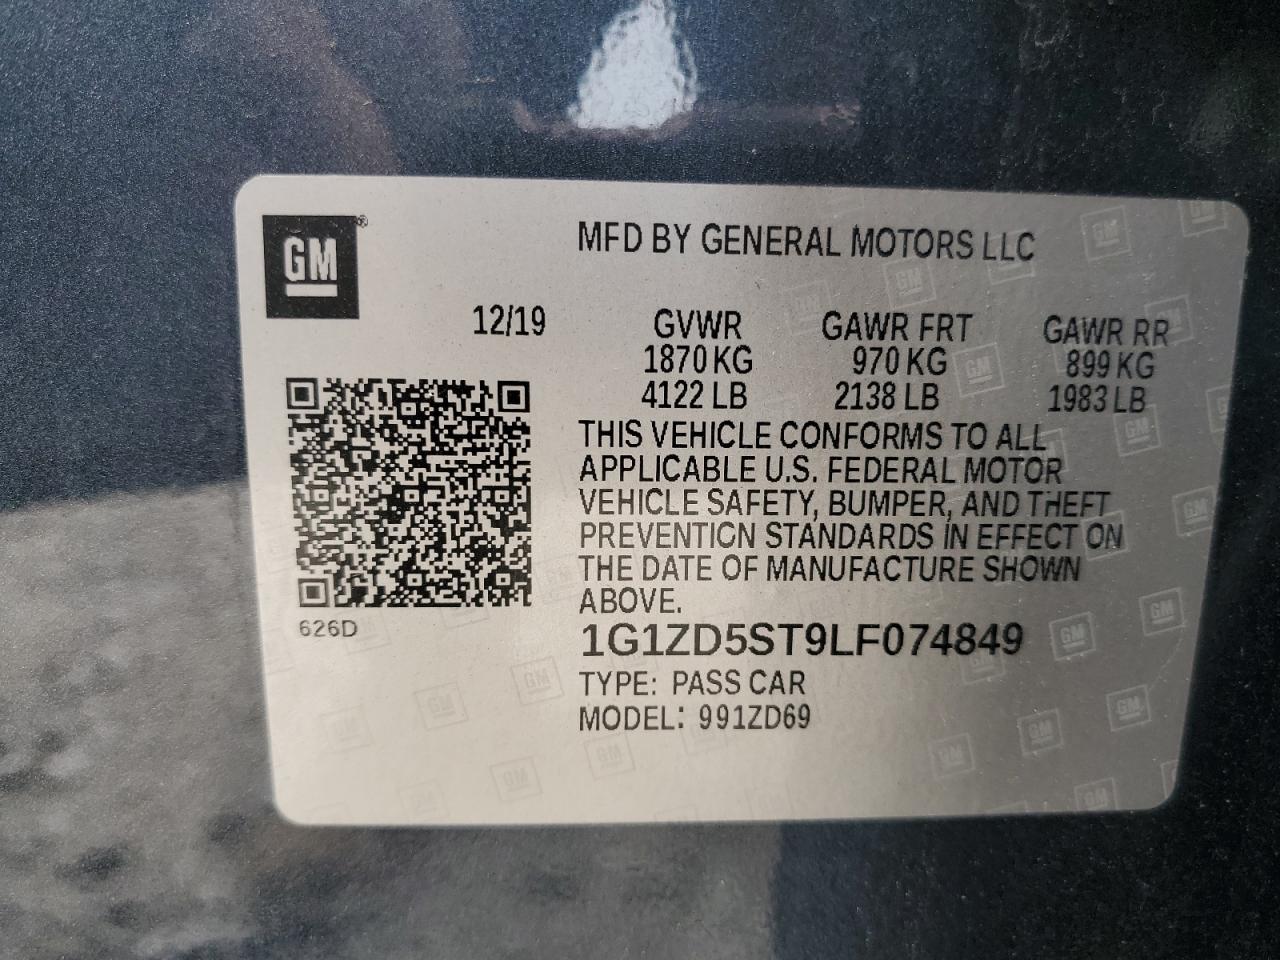 GM®
MFD BY GENERAL MOTORS LLC
12/19 GVWR GAWR FRT GAWR RR
1870 KG 970 KG 899 KG
4122 LB 2138 LB 1983 LB
THIS VEHICLE CONFORMS TO ALL
APPLICABLE U.S. FEDERAL MOTOR
VEHICLE SAFETY, BUMPER, AND THEFT
PREVENTION STANDARDS IN EFFECT ON
THE DATE OF MANUFACTURE SHOWN
ABOVE.
626D
1G1ZD5ST9LF074849
TYPE: PASS CAR
MODEL: 991ZD69